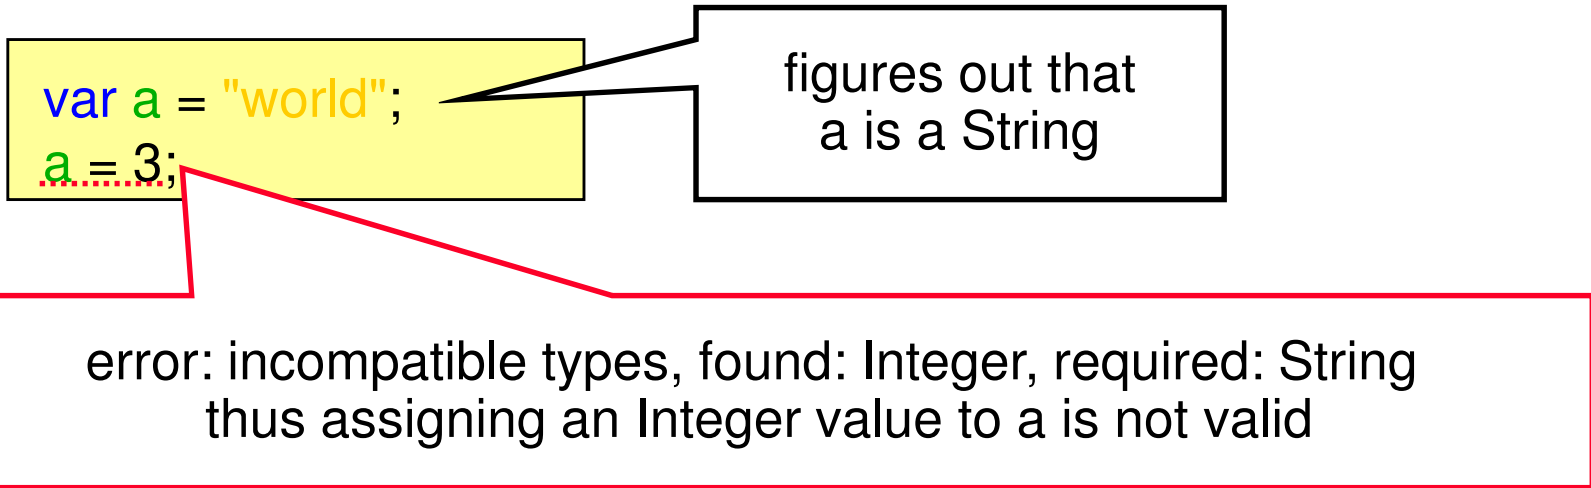 var a = "world";
a = 3;
figures out that
a is a String
error: incompatible types, found: Integer, required: String
thus assigning an Integer value to a is not valid